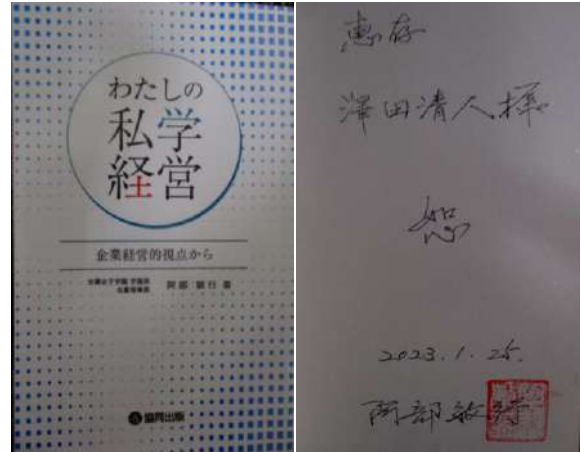 わたしの
私学
経営
企業経営的視点から
阿部 敏行 著
協同出版
惠存
澤田清人様
恕
2023.1.25.
阿部敏行